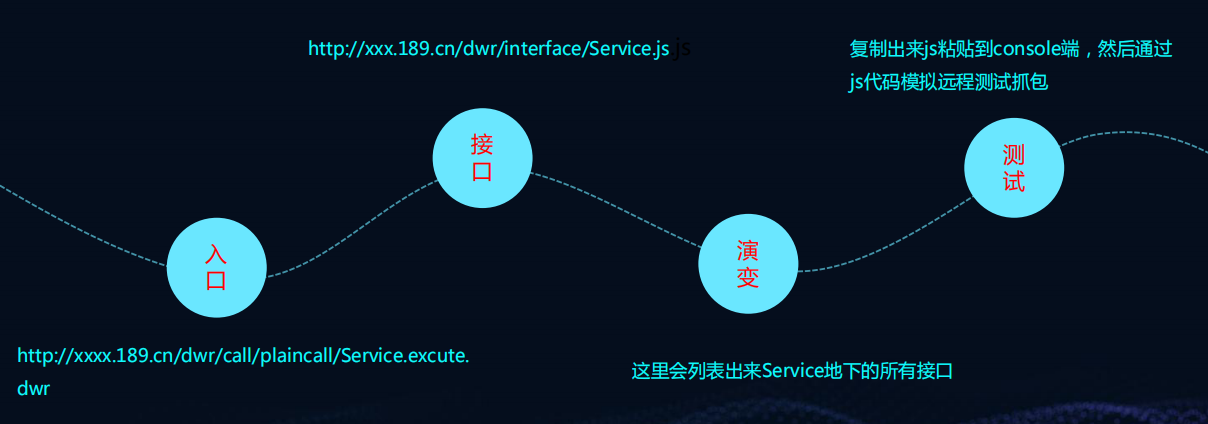 http://xxx.189.cn/dwr/interface/Service.js.js
复制出来js粘贴到console端，然后通过
js代码模拟远程测试抓包
接
口
测
试
入
口
演
变
http://xxxx.189.cn/dwr/call/plaincall/Service.excute.
dwr
这里会列表出来Service地下的所有接口